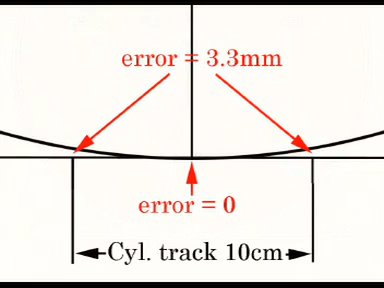 error = 3.3mm
error = 0
Cyl. track 10cm